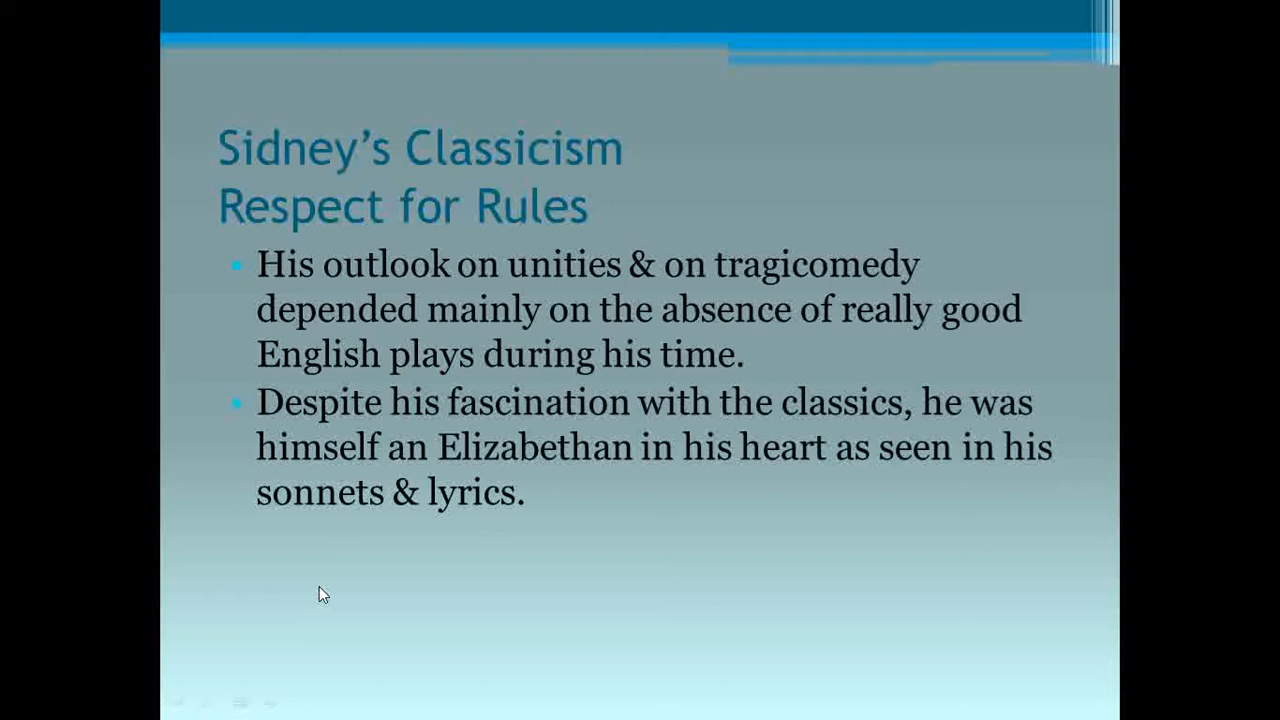 Sidney’s Classicism
Respect for Rules
• His outlook on unities & on tragicomedy
depended mainly on the absence of really good
English plays during his time.
• Despite his fascination with the classics, he was
himself an Elizabethan in his heart as seen in his
sonnets & lyrics.